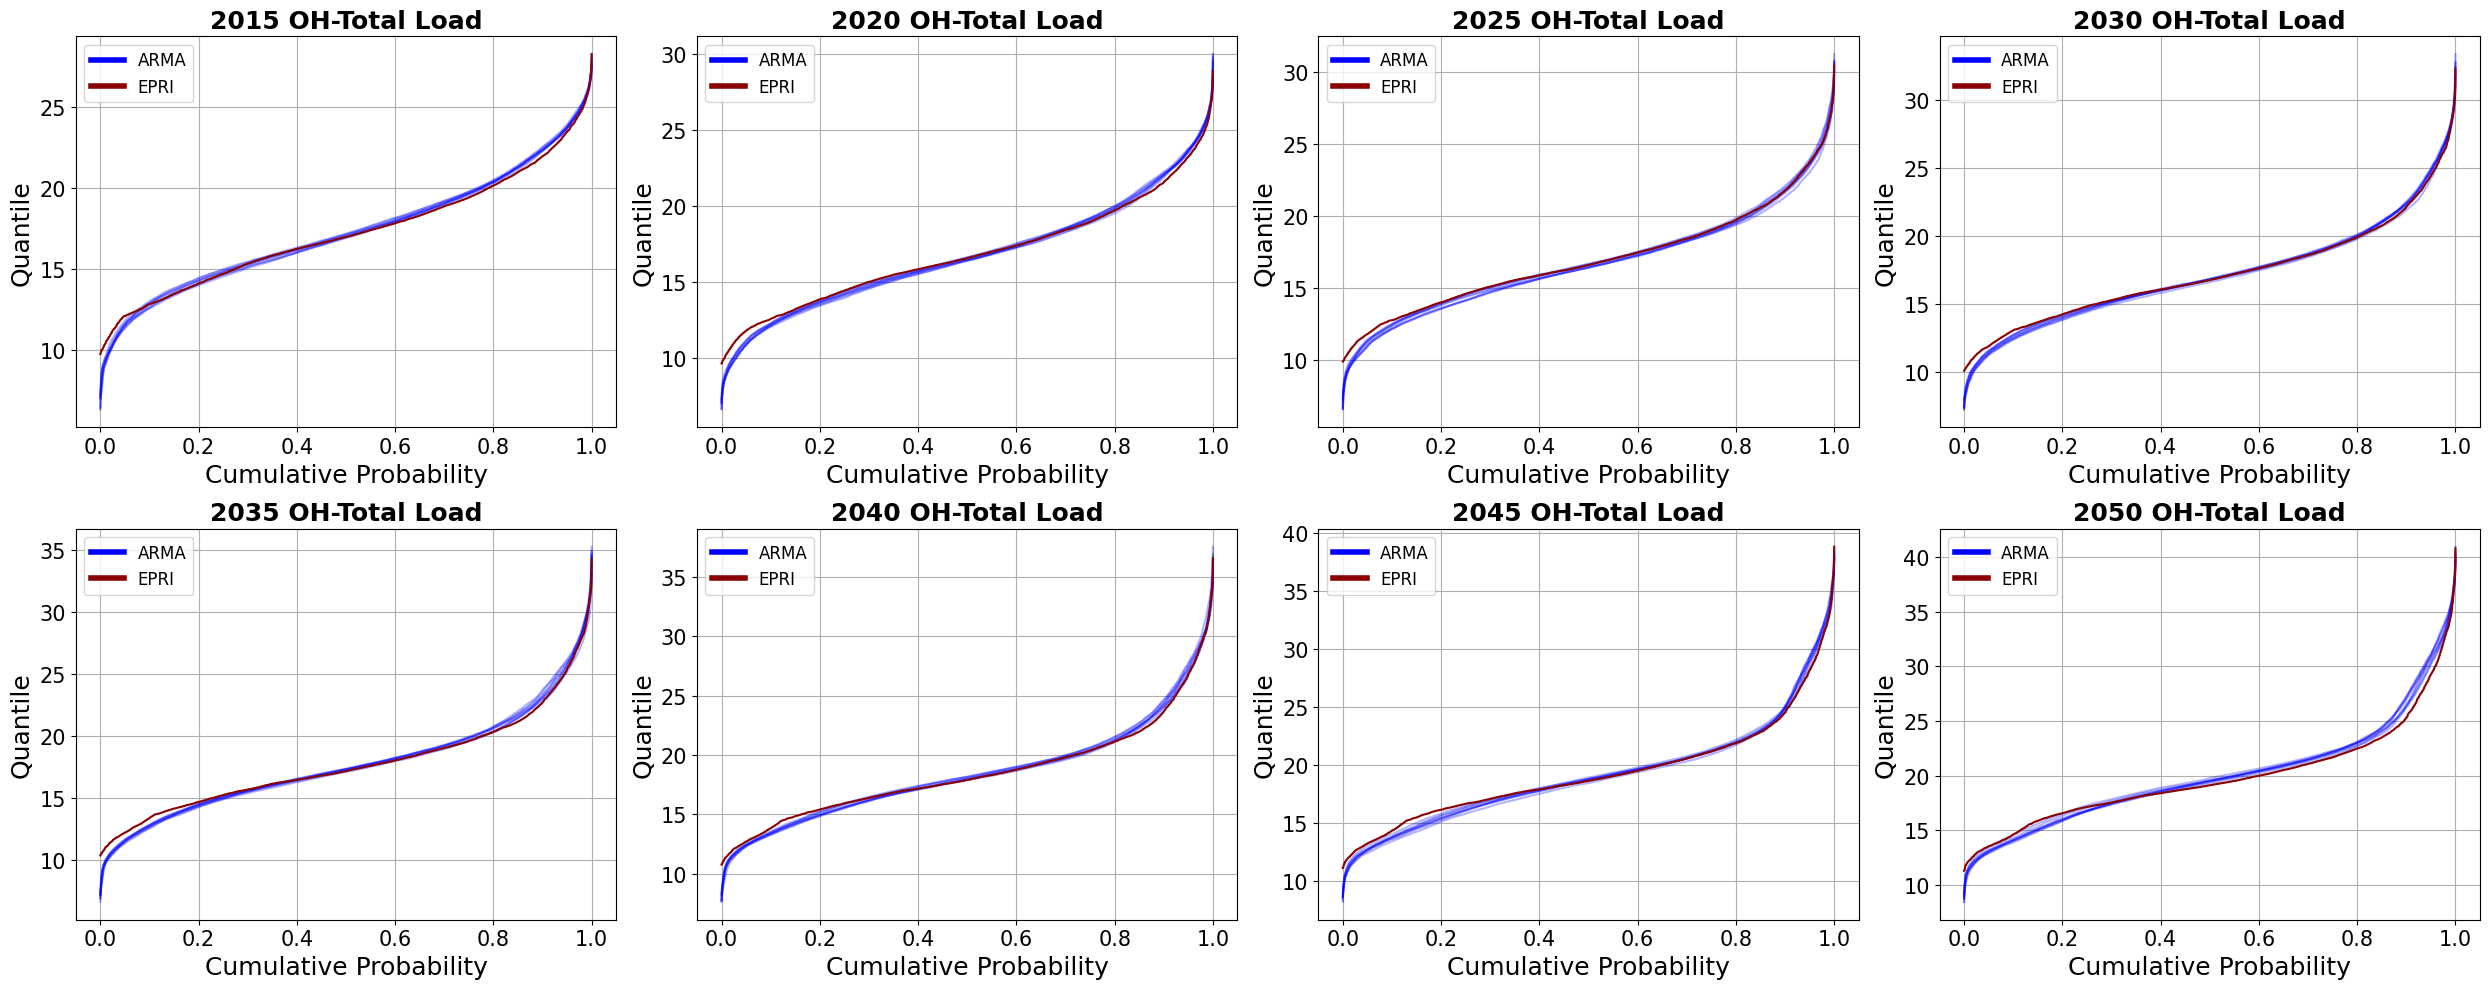 2015 OH-Total Load
ARMA
EPRI
25
20
15
10
Quantile
0.0 0.2 0.4 0.6 0.8 1.0
Cumulative Probability
2020 OH-Total Load
ARMA
EPRI
30
25
20
15
10
Quantile
0.0 0.2 0.4 0.6 0.8 1.0
Cumulative Probability
2025 OH-Total Load
ARMA
EPRI
30
25
20
15
10
Quantile
0.0 0.2 0.4 0.6 0.8 1.0
Cumulative Probability
2030 OH-Total Load
ARMA
EPRI
30
25
20
15
10
Quantile
0.0 0.2 0.4 0.6 0.8 1.0
Cumulative Probability
2035 OH-Total Load
ARMA
EPRI
35
30
25
20
15
10
Quantile
0.0 0.2 0.4 0.6 0.8 1.0
Cumulative Probability
2040 OH-Total Load
ARMA
EPRI
35
30
25
20
15
10
Quantile
0.0 0.2 0.4 0.6 0.8 1.0
Cumulative Probability
2045 OH-Total Load
ARMA
EPRI
40
35
30
25
20
15
10
Quantile
0.0 0.2 0.4 0.6 0.8 1.0
Cumulative Probability
2050 OH-Total Load
ARMA
EPRI
40
35
30
25
20
15
10
Quantile
0.0 0.2 0.4 0.6 0.8 1.0
Cumulative Probability